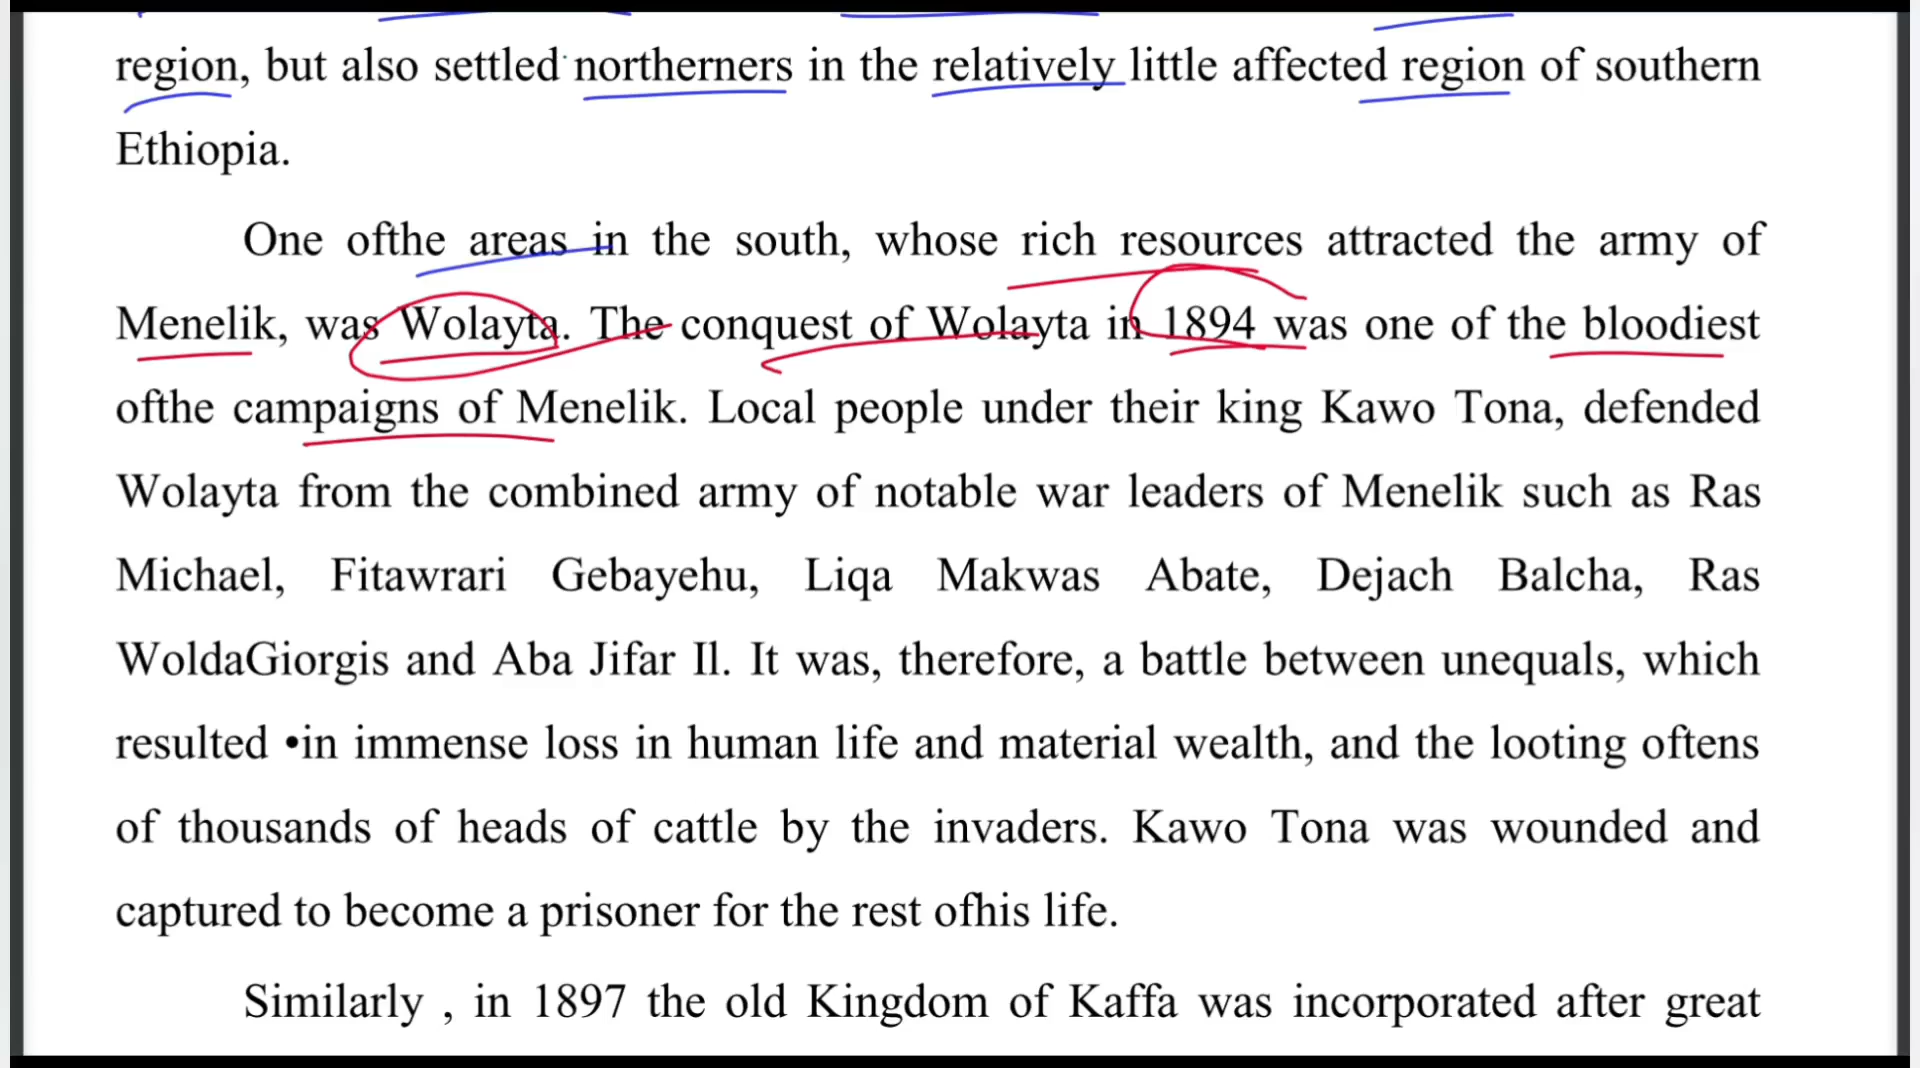 region, but also settled northerners in the relatively little affected region of southern
Ethiopia.
One ofthe areas in the south, whose rich resources attracted the army of
Menelik, was Wolayta. The conquest of Wolayta in 1894 was one of the bloodiest
ofthe campaigns of Menelik. Local people under their king Kawo Tona, defended
Wolayta from the combined army of notable war leaders of Menelik such as Ras
Michael, Fitawrari Gebayehu, Liqa Makwas Abate, Dejach Balcha, Ras
WoldaGiorgis and Aba Jifar Il. It was, therefore, a battle between unequals, which
resulted •in immense loss in human life and material wealth, and the looting oftens
of thousands of heads of cattle by the invaders. Kawo Tona was wounded and
captured to become a prisoner for the rest ofhis life.
Similarly , in 1897 the old Kingdom of Kaffa was incorporated after great